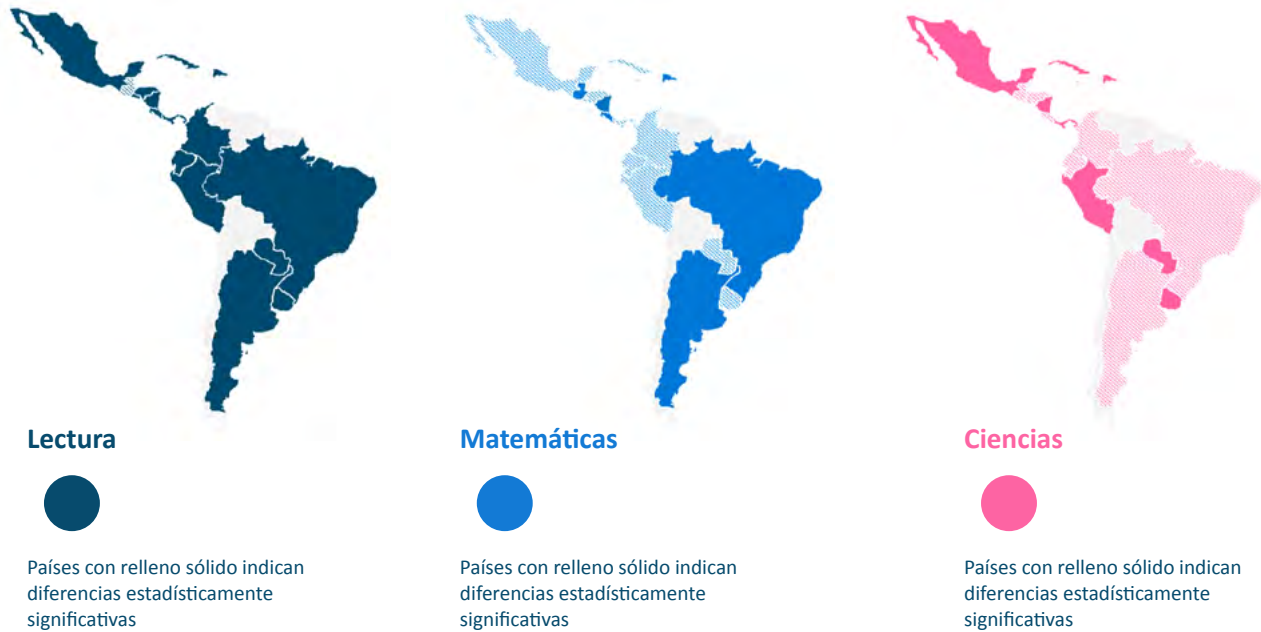 Lectura
Países con relleno sólido indican
diferencias estadísticamente
significativas
Matemáticas
Países con relleno sólido indican
diferencias estadísticamente
significativas
Ciencias
Países con relleno sólido indican
diferencias estadísticamente
significativas